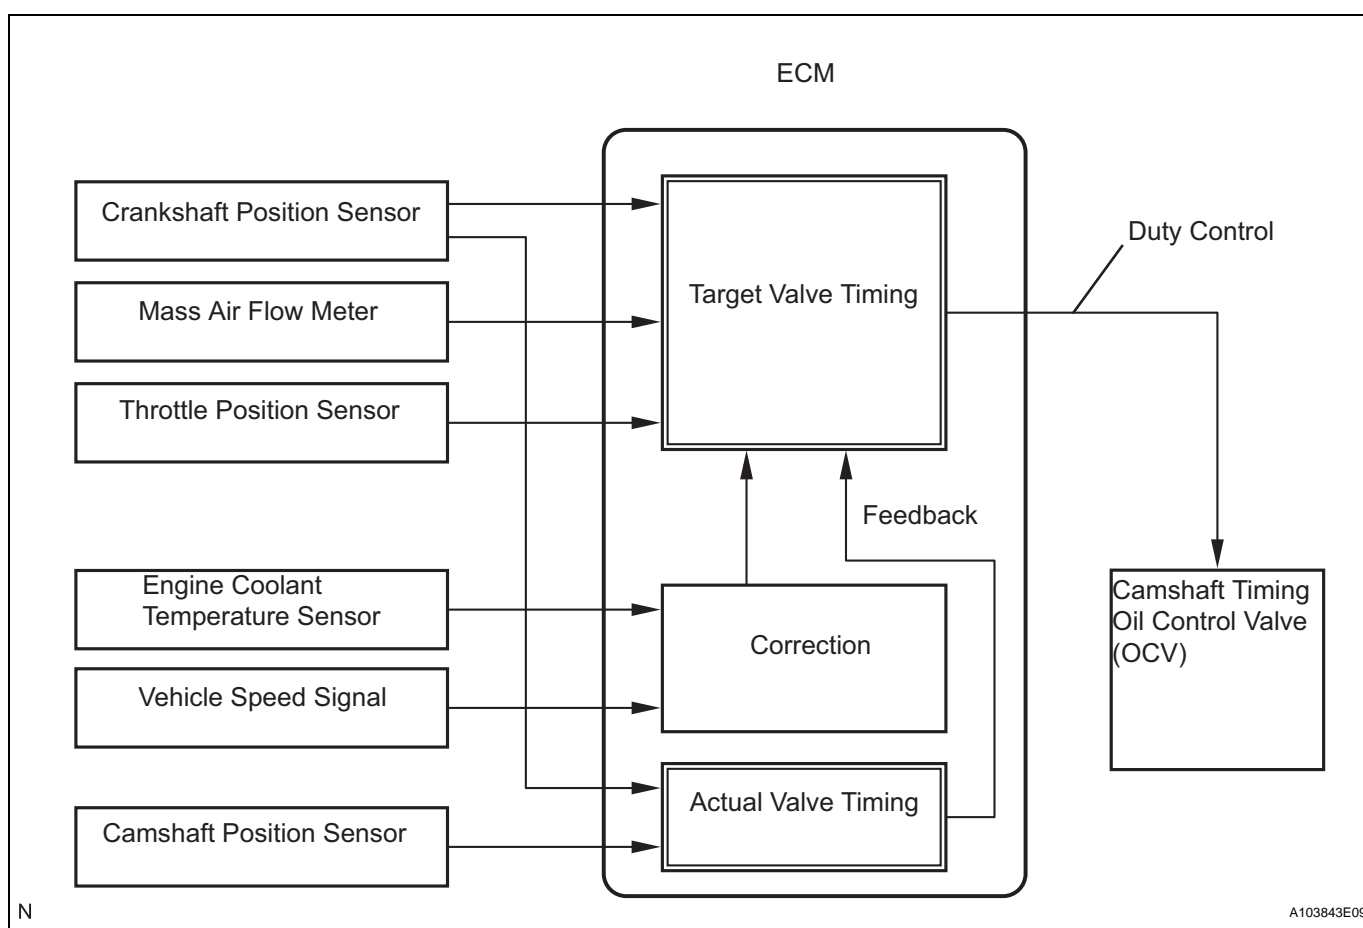 ECM
Crankshaft Position Sensor
Mass Air Flow Meter
Throttle Position Sensor
Target Valve Timing
Duty Control
Feedback
Engine Coolant
Temperature Sensor
Vehicle Speed Signal
Correction
Camshaft Timing
Oil Control Valve
(OCV)
Camshaft Position Sensor
Actual Valve Timing
N
A103843E09